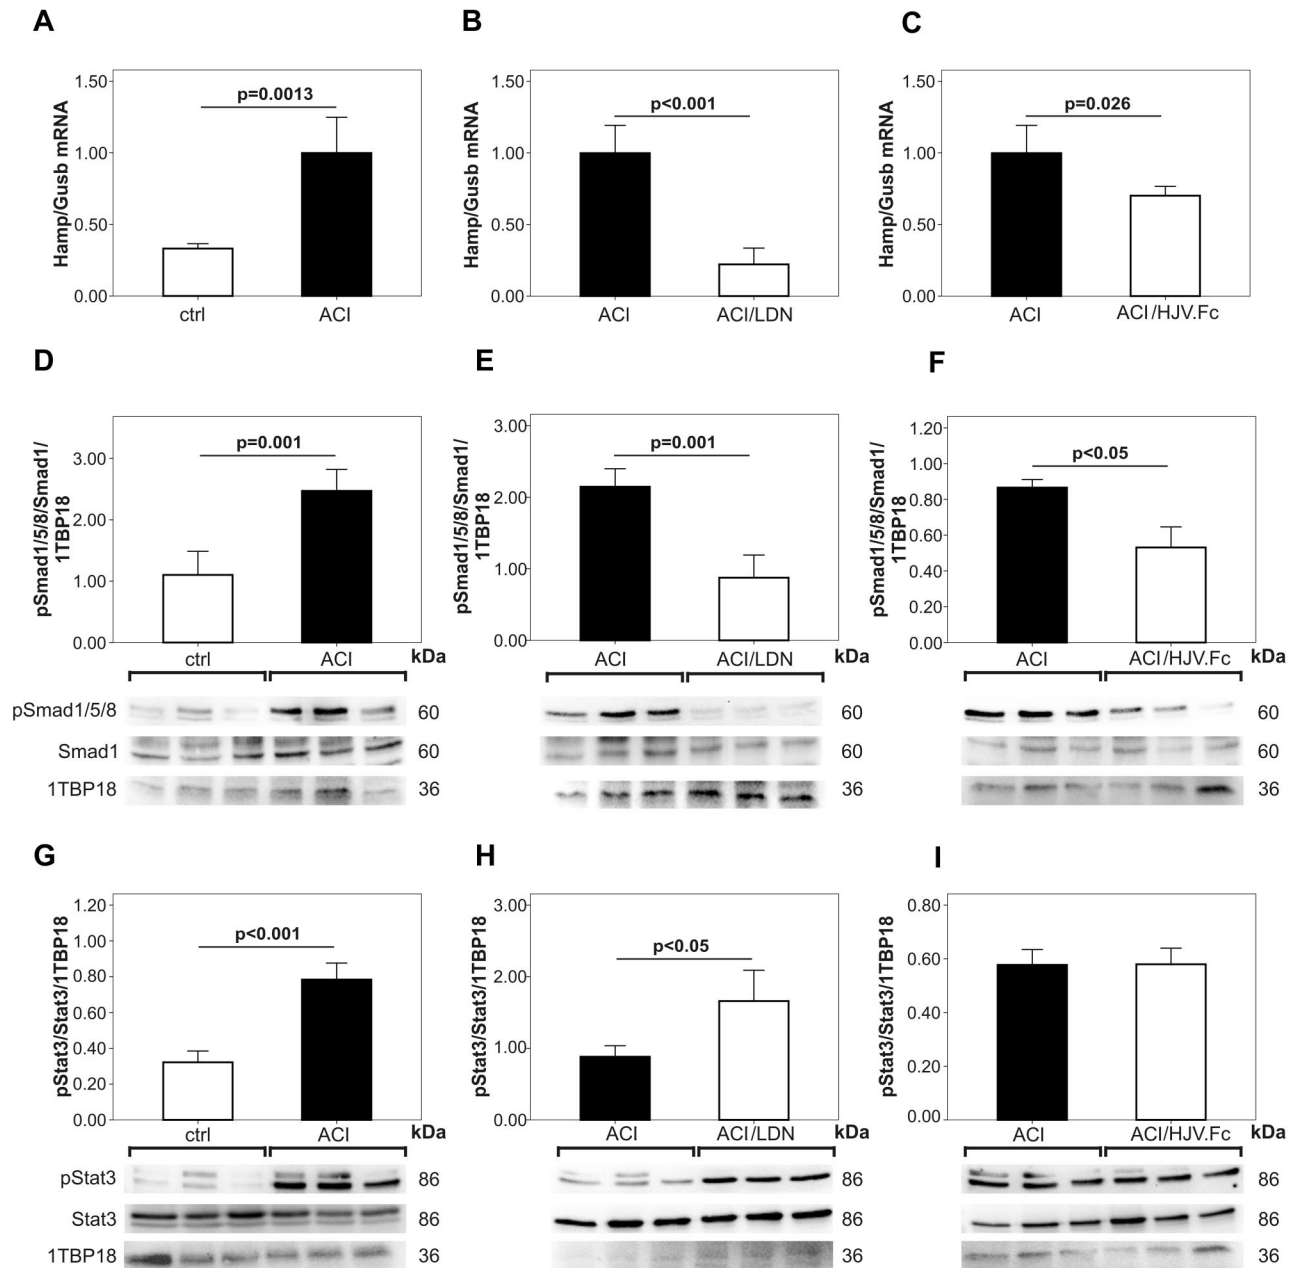 A
B
C
Hamp/Gusb mRNA
1.50
1.00
0.50
0.00
p=0.0013
ctrl
ACI
Hamp/Gusb mRNA
1.50
1.00
0.50
0.00
p<0.001
ACI
ACI/LDN
Hamp/Gusb mRNA
1.50
1.00
0.50
0.00
p=0.026
ACI
ACI/HJV.Fc
D
E
F
pSmad1/5/8/Smad1/
1TBP18
3.00
2.00
1.00
0.00
p=0.001
ctrl
ACI
kDa
pSmad1/5/8
60
Smad1
60
1TBP18
36
pSmad1/5/8/Smad1/
1TBP18
3.00
2.00
1.00
0.00
p=0.001
ACI
ACI/LDN
kDa
60
60
36
pSmad1/5/8/Smad1/
1TBP18
1.20
1.00
0.80
0.60
0.40
0.20
0.00
p<0.05
ACI
ACI/HJV.Fc
kDa
60
60
36
G
H
I
pStat3/Stat3/1TBP18
1.20
1.00
0.80
0.60
0.40
0.20
0.00
p<0.001
ctrl
ACI
kDa
pStat3
86
Stat3
86
1TBP18
36
pStat3/Stat3/1TBP18
3.00
2.00
1.00
0.00
p<0.05
ACI
ACI/LDN
kDa
86
86
36
pStat3/Stat3/1TBP18
0.80
0.60
0.40
0.20
0.00
ACI
ACI/HJV.Fc
kDa
86
86
36